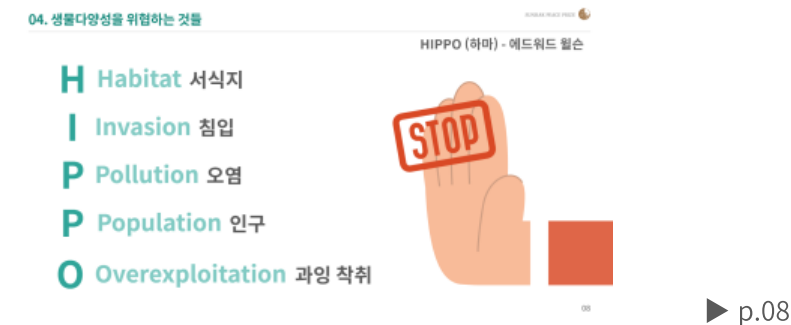 04. 생물다양성을 위협하는 것들
HIPPO (하마) - 에드워드 윌슨
H Habitat 서식지
I Invasion 침입
P Pollution 오염
P Population 인구
O Overexploitation 과잉 착취
STOP
08
▶ p.08